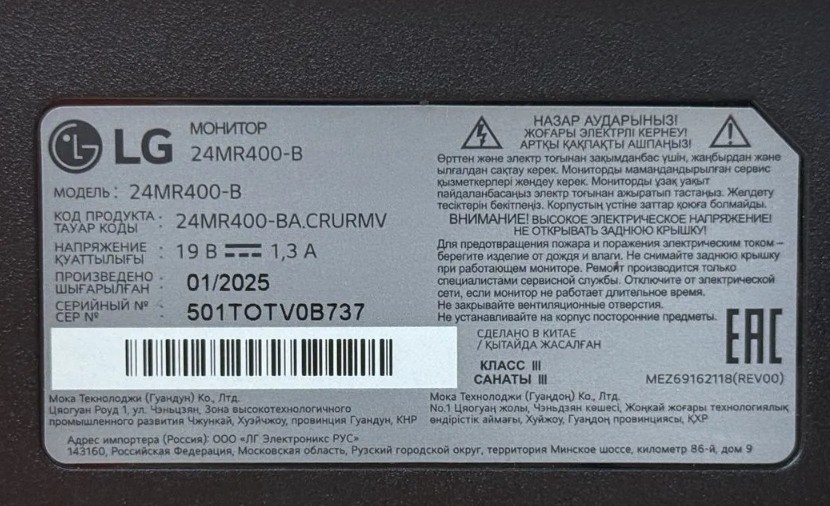 LG
МОНИТОР
24MR400-B
МОДЕЛЬ : 24MR400-B
КОД ПРОДУКТА :
ТАУАР КОДЫ :
24MR400-BA.CRURMV
НАПРЯЖЕНИЕ :
ҚУАТТЫЛЫҒЫ :
19 В 1,3 А
ПРОИЗВЕДЕНО :
ШЫҒАРЫЛҒАН :
01/2025
СЕРИЙНЫЙ № :
СЕР № :
501TOTV0B737
Мока Текнолоджи (Гуандун) Ко., Лтд.
Цяогуан Роуд 1, ул. Чэньцзян, Зона высокотехнологичного
промышленного развития Чжункай, Хуэйчжоу, провинция Гуандун, КНР
НАЗАР АУДАРЫҢЫЗ!
ЖОҒАРЫ ЭЛЕКТРЛІ КЕРНЕУ!
АРТҚЫ ҚАҚПАҚТЫ АШПАҢЫЗ!
Өрттен және электр тоғынан зақымданбас үшін, жаңбырдан және
ылғалдан сақтау керек. Мониторды мамандандырылған сервис
қызметкерлері жөндеу керек. Мониторды ұзақ уақыт
пайдаланбасаңыз электр тоғынан ажыратып тастаңыз. Желдету
тесіктерін бітемеңіз. Корпустың үстіне заттар қоюға болмайды.
ВНИМАНИЕ! ВЫСОКОЕ ЭЛЕКТРИЧЕСКОЕ НАПРЯЖЕНИЕ!
НЕ ОТКРЫВАТЬ ЗАДНЮЮ КРЫШКУ!
Для предотвращения пожара и поражения электрическим током –
берегите изделие от дождя и влаги. Не снимайте заднюю крышку
при работающем мониторе. Ремонт производится только
специалистами сервисной службы. Отключите от электрической
сети, если монитор не работает длительное время.
Не закрывайте вентиляционные отверстия.
Не устанавливайте на корпус посторонние предметы.
СДЕЛАНО В КИТАЕ
/ ҚЫТАЙДА ЖАСАЛҒАН
КЛАСС III
САНАТЫ III
EAC
MEZ69162118(REV00)
Мока Текнолоджи (Гуаңдоң) Ко., Лтд.
No.1 Цяогуан жолы, Чэньдзян көшесі, Жоңкай жоғары технологиялық
өндірістік аймағы, Хуйжоу, Гуаңдоң провинциясы, ҚХР
Адрес импортера (Россия): ООО «ЛГ Электроникс РУС»
143160, Российская Федерация, Московская область, Рузский городской округ, территория Минское шоссе, километр 86-й, дом 9